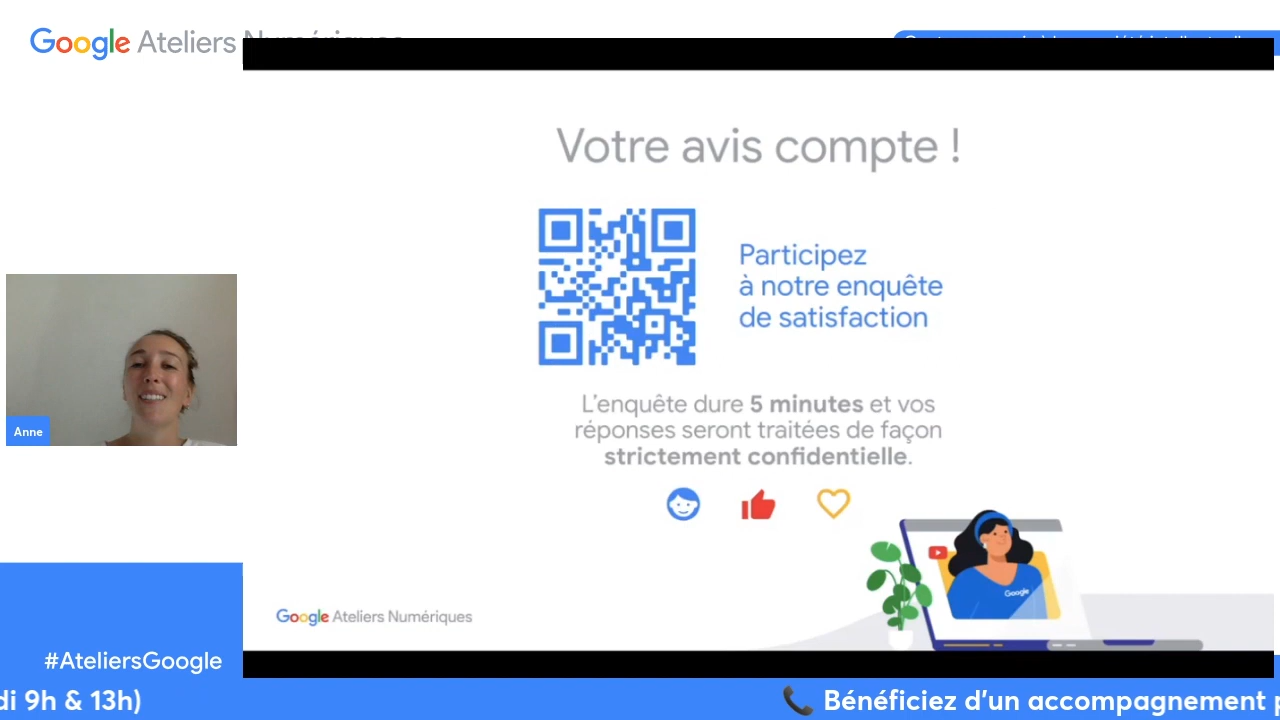 Google Ateliers Numériques
Votre avis compte !
Participez
à notre enquête
de satisfaction
L'enquête dure 5 minutes et vos
réponses seront traitées de façon
strictement confidentielle.
Anne
Google
Google Ateliers Numériques
#AteliersGoogle
di 9h & 13h)
Bénéficiez d'un accompagnement p